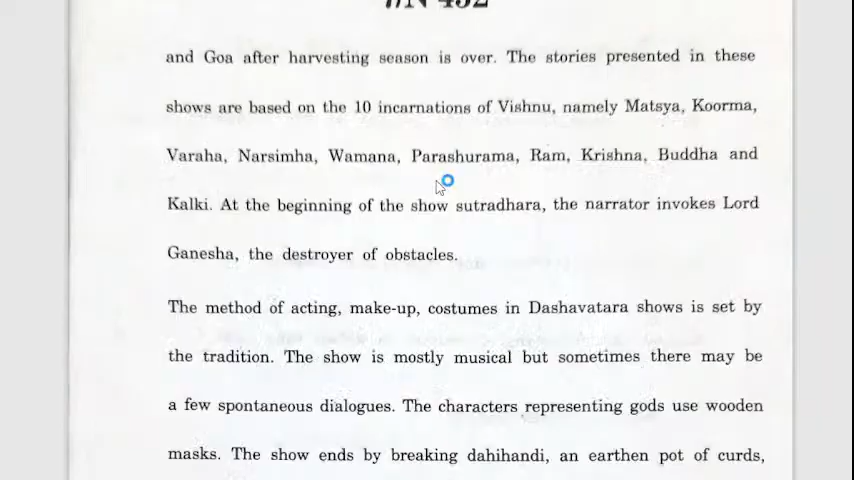 and Goa after harvesting season is over. The stories presented in these
shows are based on the 10 incarnations of Vishnu, namely Matsya, Koorma,
Varaha, Narsimha, Wamana, Parashurama, Ram, Krishna, Buddha and
Kalki. At the beginning of the show sutradhara, the narrator invokes Lord
Ganesha, the destroyer of obstacles.
The method of acting, make-up, costumes in Dashavatara shows is set by
the tradition. The show is mostly musical but sometimes there may be
a few spontaneous dialogues. The characters representing gods use wooden
masks. The show ends by breaking dahihandi, an earthen pot of curds,